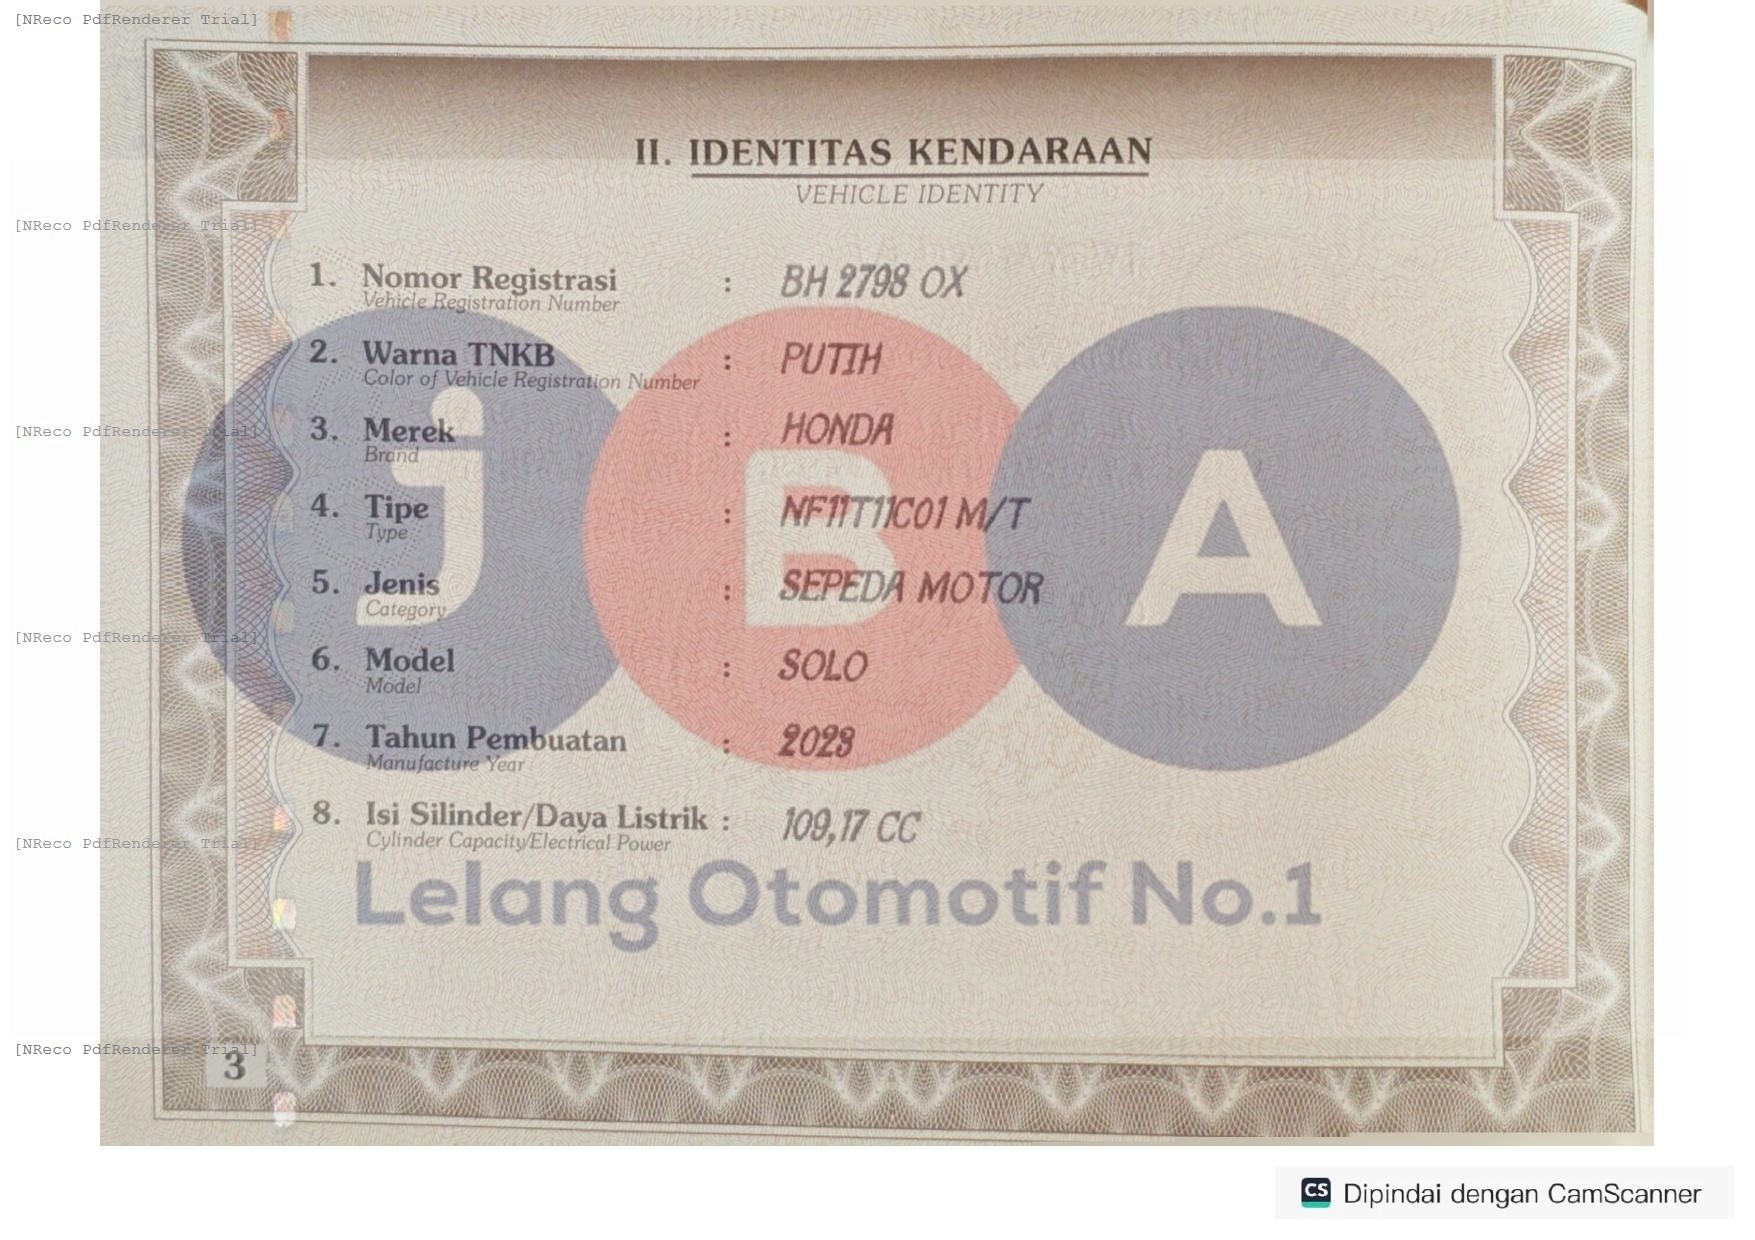 [NReco PdfRenderer Trial]
II. IDENTITAS KENDARAAN
VEHICLE IDENTITY
[NReco PdfRenderer Trial]
1. Nomor Registrasi : BH 2798 OX
Vehicle Registration Number
2. Warna TNKB : PUTIH
Color of Vehicle Registration Number
3. Merek : HONDA
[NReco PdfRenderer Trial]
Brand
4. Tipe : NF11T11C01 M/T
Type
jBA
5. Jenis : SEPEDA MOTOR
Category
[NReco PdfRenderer Trial]
6. Model : SOLO
Model
7. Tahun Pembuatan : 2023
Manufacture Year
8. Isi Silinder/Daya Listrik : 109,17 CC
Cylinder Capacity/Electrical Power
[NReco PdfRenderer Trial]
Lelang Otomotif No.1
[NReco PdfRenderer Trial]
3
CS Dipindai dengan CamScanner